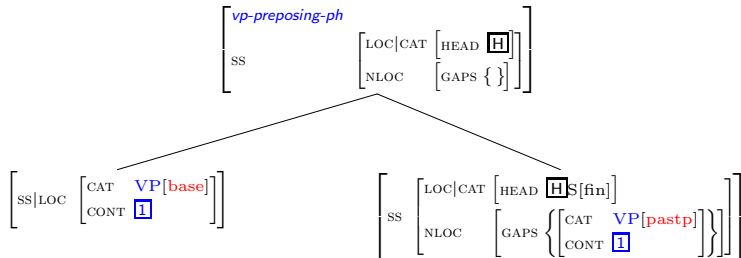 vp-preposing-ph
SS
LOC|CAT [HEAD H]
NLOC [GAPS { }]
SS|LOC
CAT VP[base]
CONT 1
SS
LOC|CAT [HEAD H S[fin]]
NLOC [GAPS {[CAT VP[pastp]
CONT 1]}]